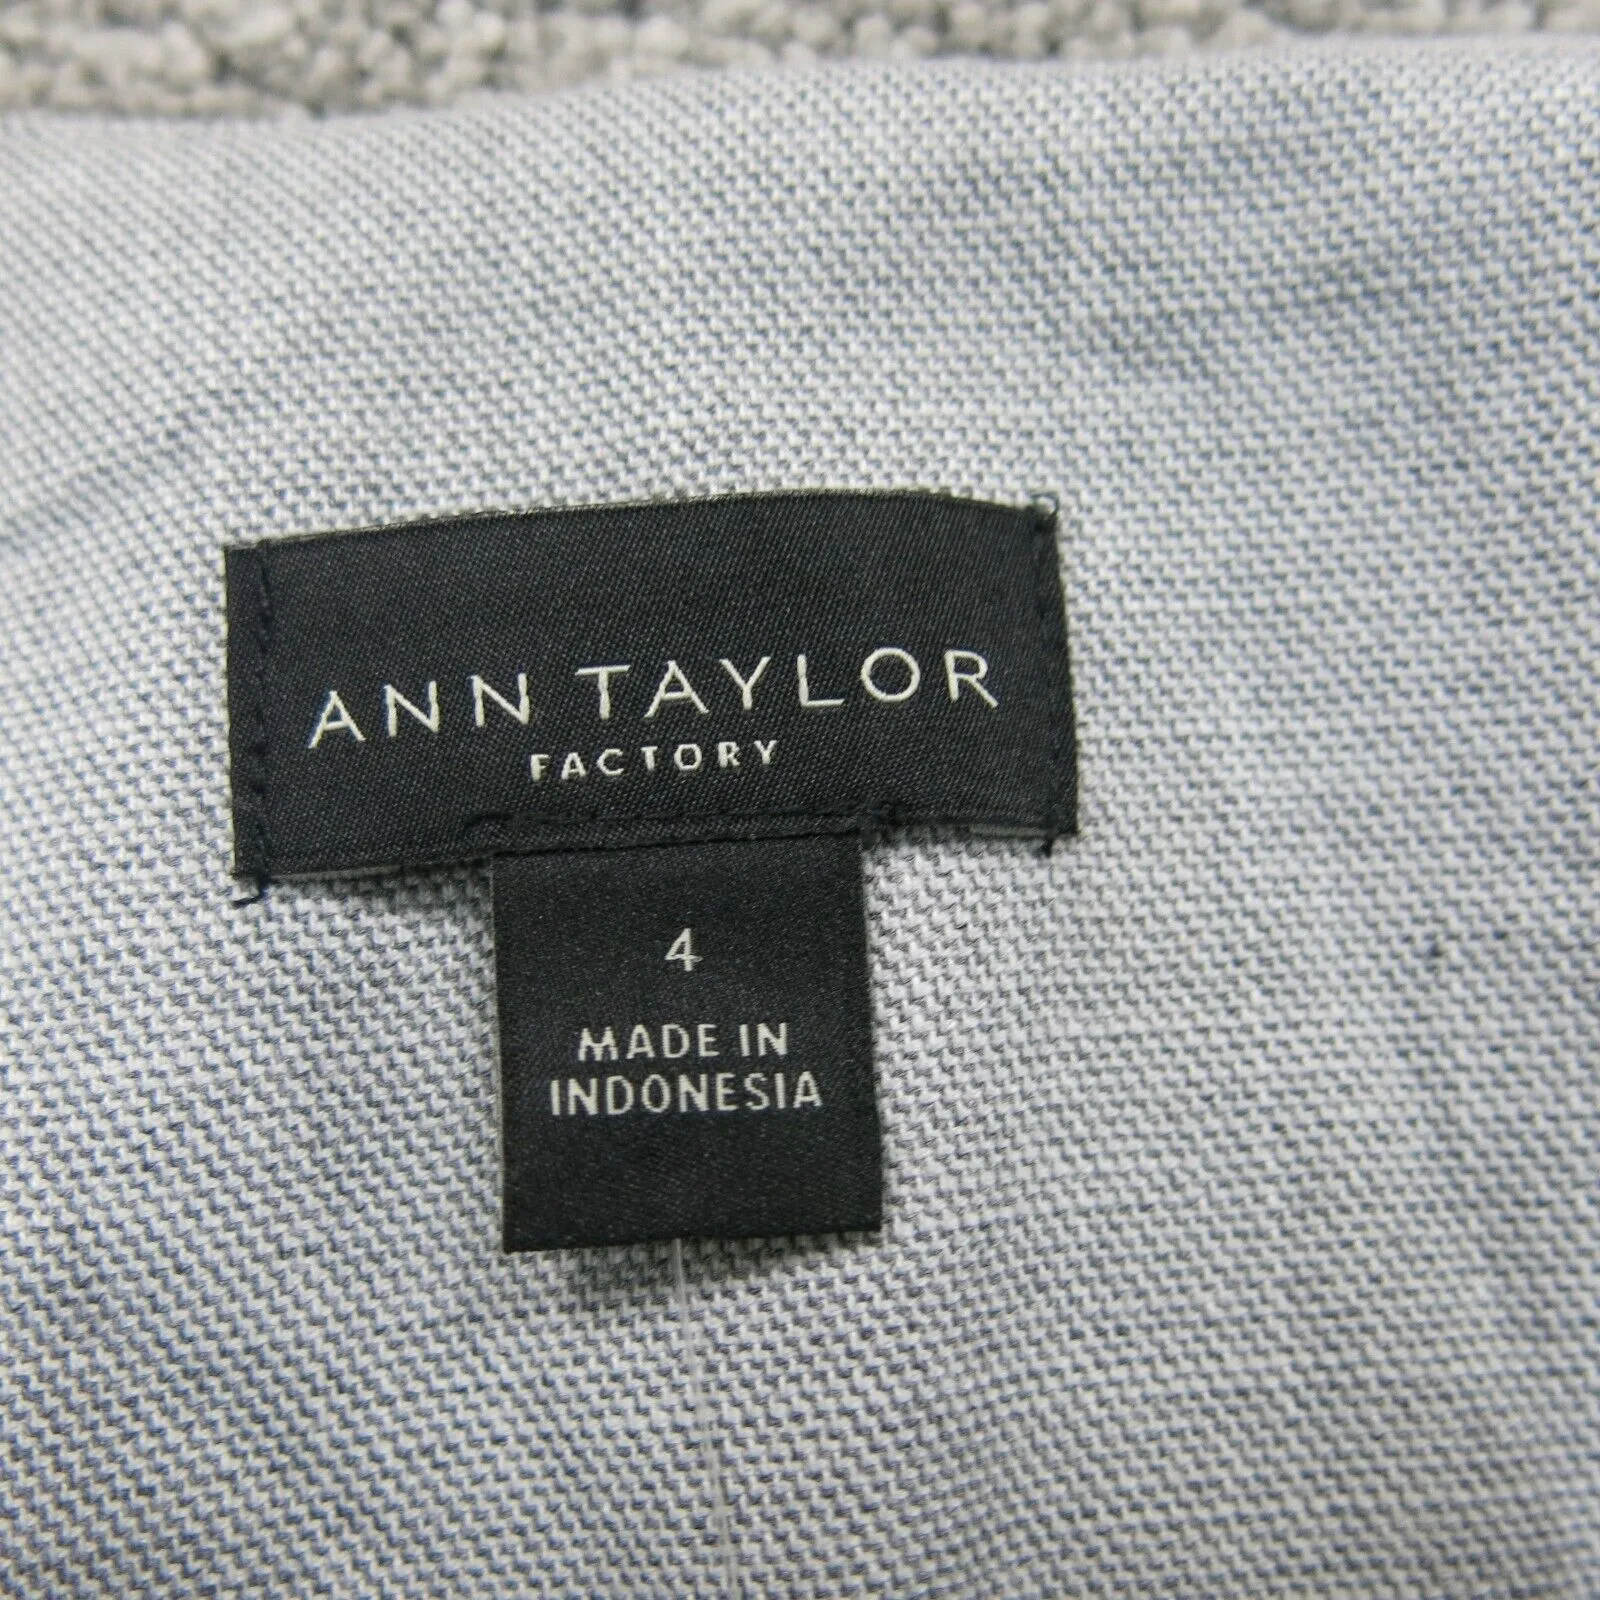 ANN TAYLOR
FACTORY
4
MADE IN
INDONESIA